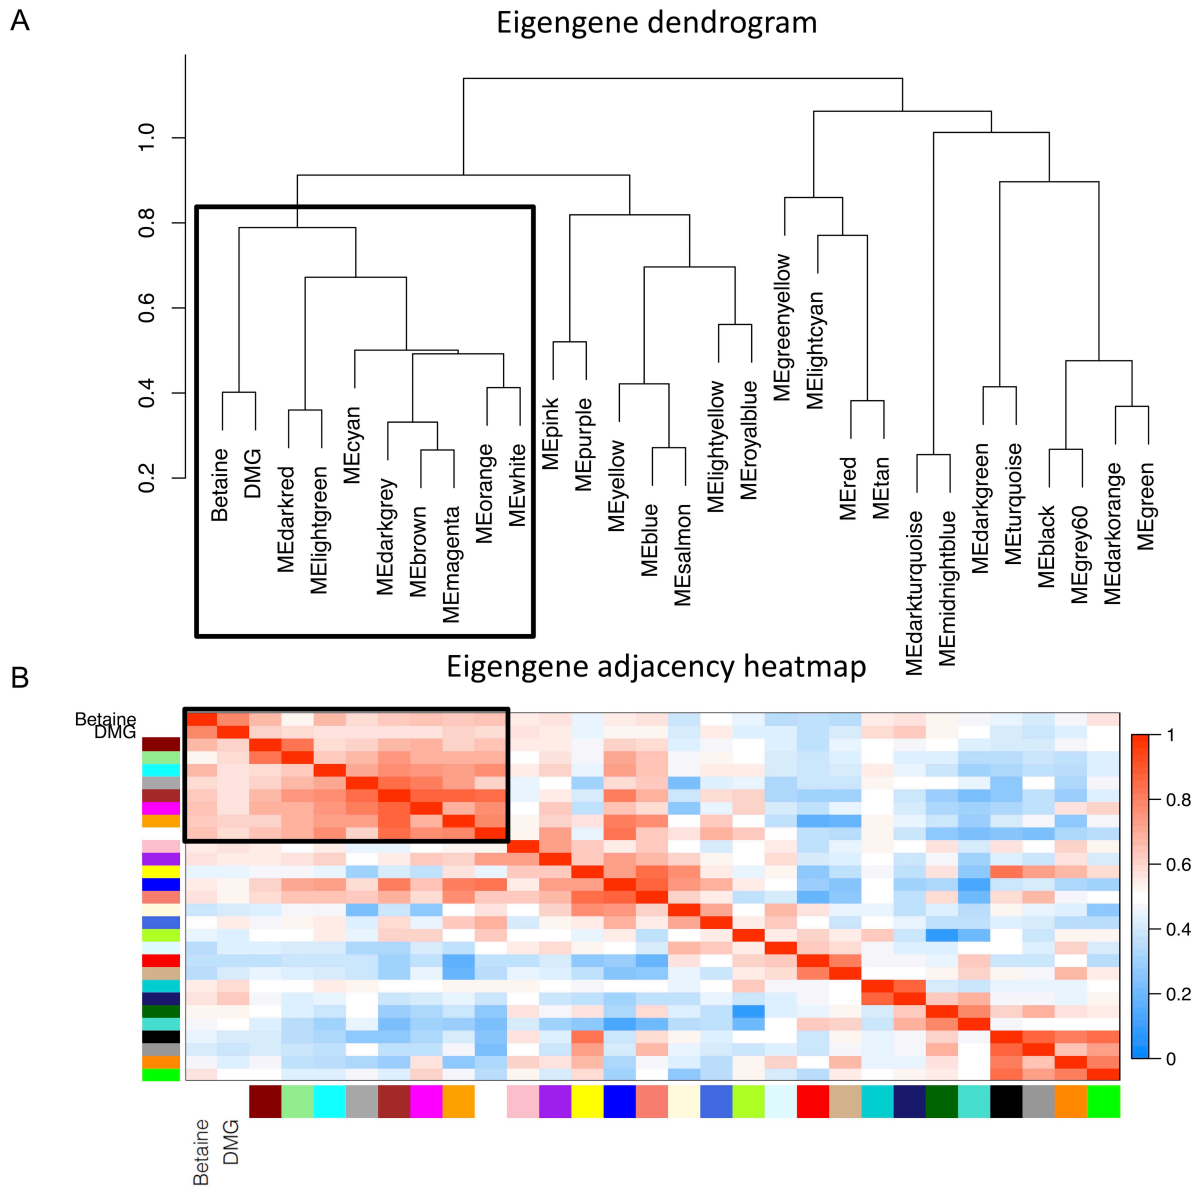 A
Eigengene dendrogram
1.0
0.8
0.6
0.4
0.2
Betaine
DMG
MEdarkred
MElightgreen
MEcyan
MEdarkgrey
MEbrown
MEmagenta
MEorange
MEwhite
MEpink
MEpurple
MEyellow
MEblue
MEsalmon
MElightyellow
MEroyalblue
MEgreenyellow
MElightcyan
MEred
MEtan
MEdarkturquoise
MEmidnightblue
MEdarkgreen
MEturquoise
MEblack
MEgrey60
MEdarkorange
MEgreen
B
Eigengene adjacency heatmap
Betaine
DMG
1
0.8
0.6
0.4
0.2
0
Betaine
DMG